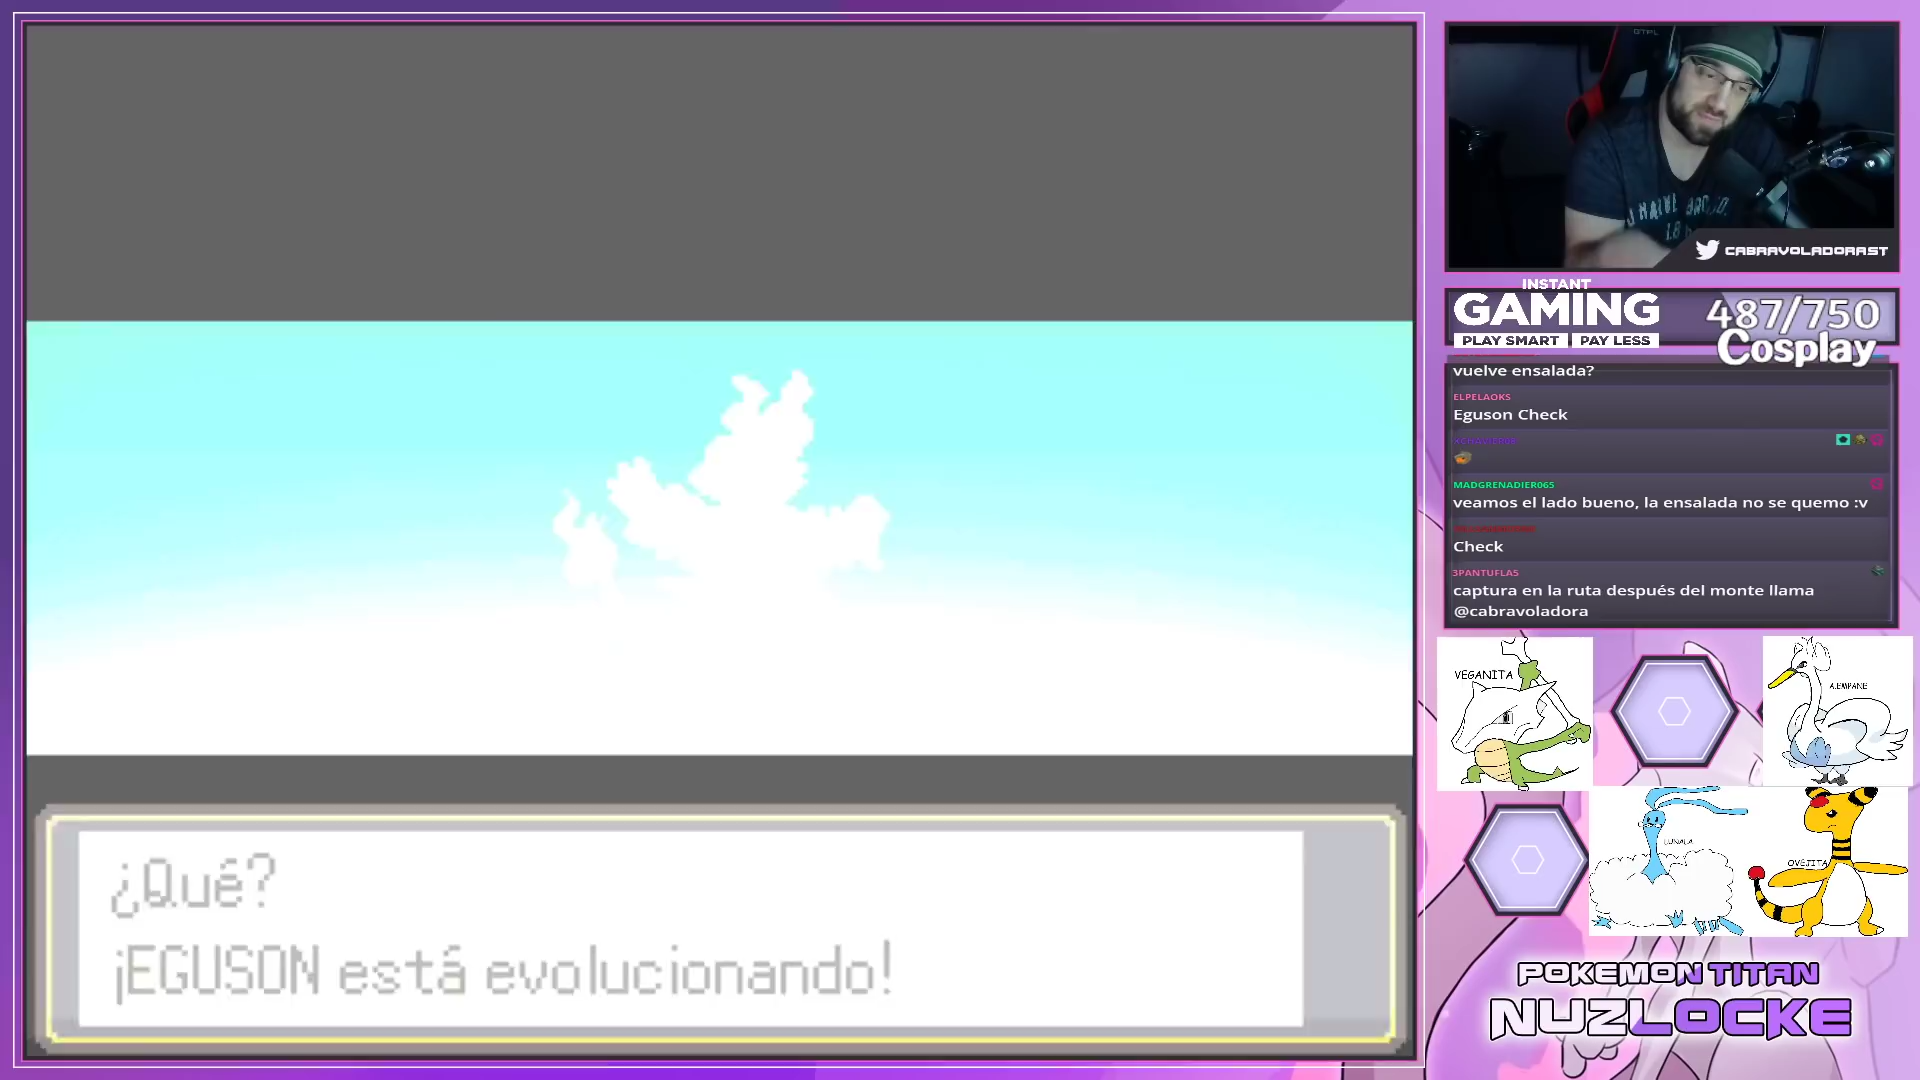 ¿Qué?
¡EGUSON está evolucionando!
CABRAVOLADORAST
INSTANT
GAMING
PLAY SMART PAY LESS
487/750
Cosplay
vuelve ensalada?
ELPELAOKS
Eguson Check
MADGRENADIER065
veamos el lado bueno, la ensalada no se quemo :v
Check
3PANTUFLAS
captura en la ruta después del monte llama
@cabravoladora
VEGANITA
A.EMPANE
OVEJITA
POKEMON TITAN
NUZLOCKE